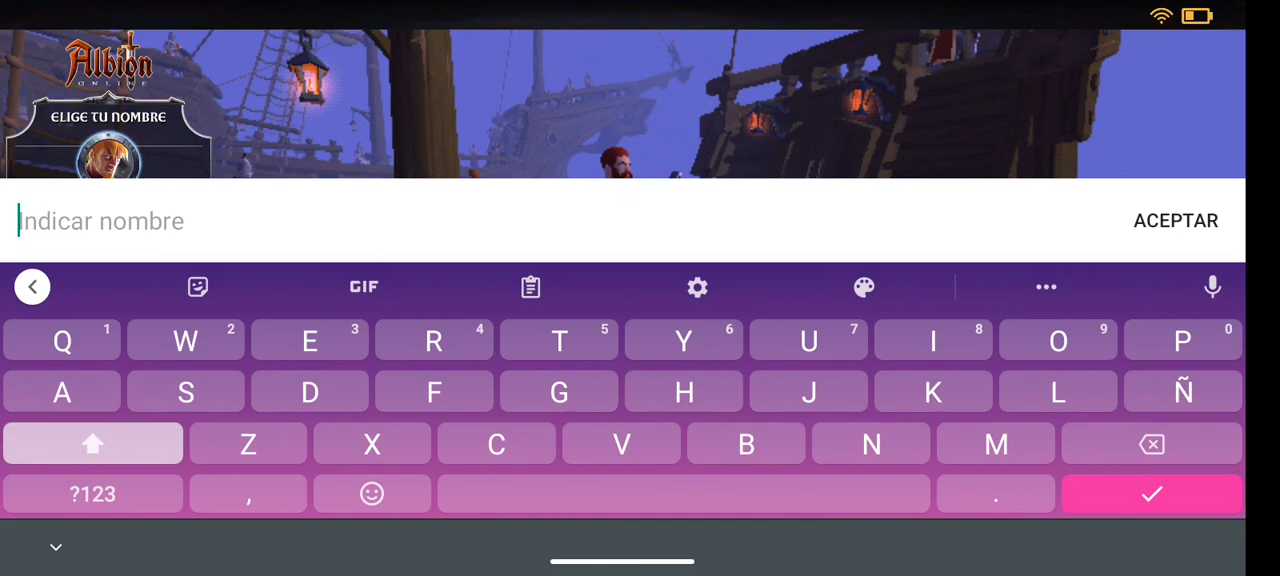 Albion
ONLINE
ELIGE TU NOMBRE
Indicar nombre
ACEPTAR
GIF
Q 1 W 2 E 3 R 4 T 5 Y 6 U 7 I 8 O 9 P 0
A S D F G H J K L Ñ
Z X C V B N M
?123 , .